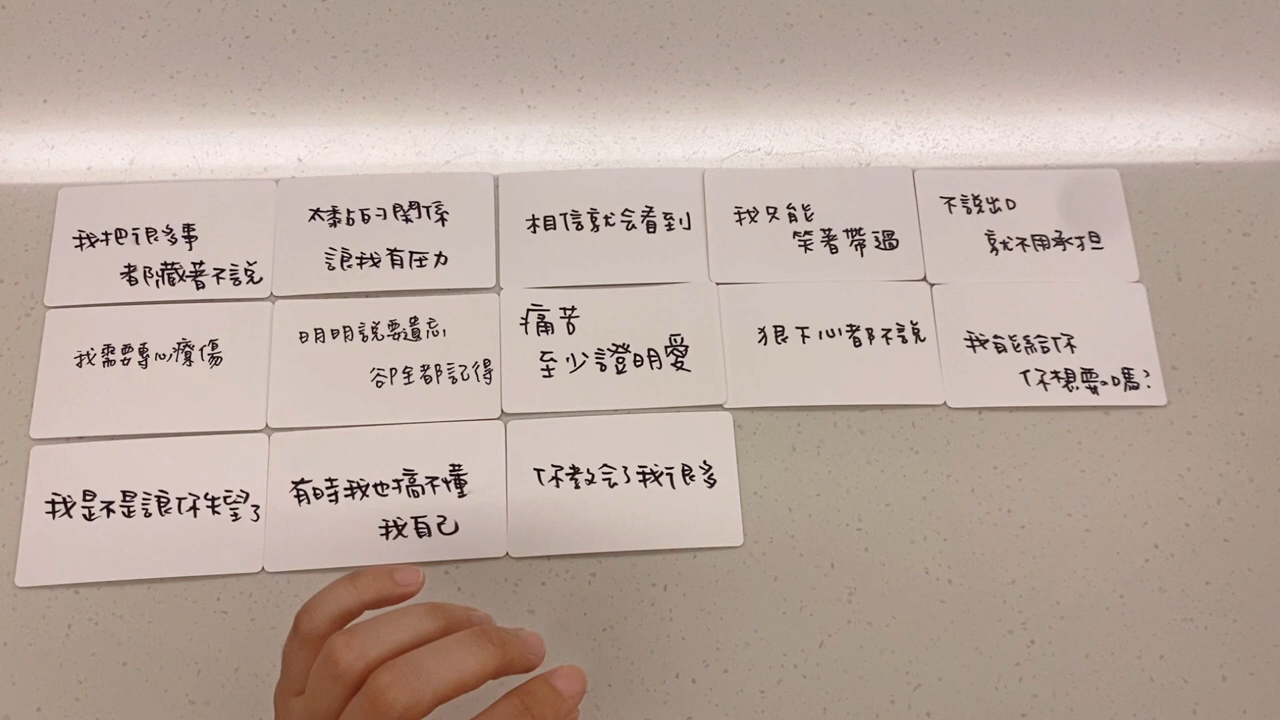 我把很多事
都藏著不說
太黏的關係
讓我有压力
相信就会看到
我只能
笑著帶過
不說出口
就不用承担
我需要專心療傷
明明說要遺忘
卻全都記得
痛苦
至少證明愛
狠下心都不說
我能給你
你想要的嗎?
我是不是讓你失望了
有時我也搞不懂
我自己
你教会了我很多